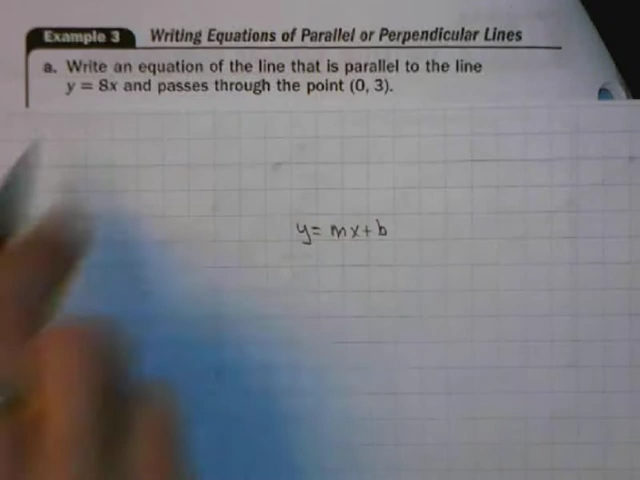 Example 3 Writing Equations of Parallel or Perpendicular Lines
a. Write an equation of the line that is parallel to the line
y = 8x and passes through the point (0, 3).
y= mx+b